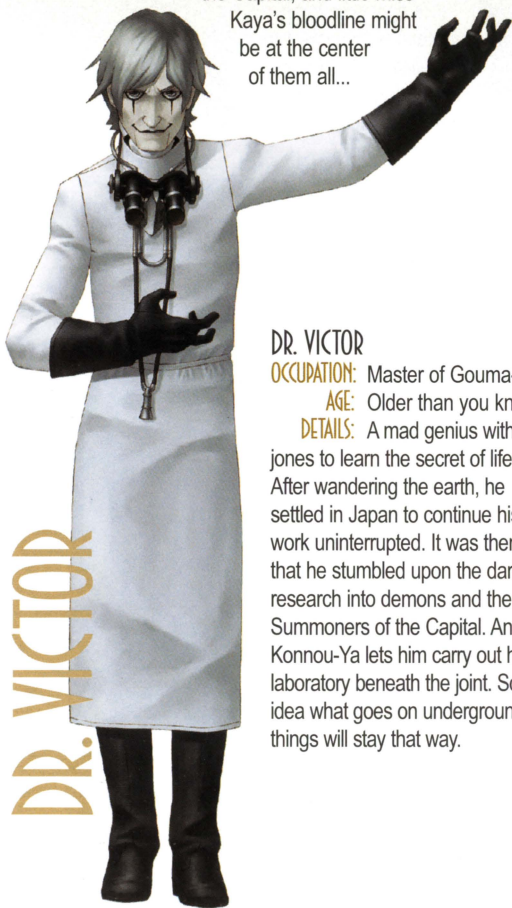 Kaya's bloodline might
be at the center
of them all...
DR. VICTOR
OCCUPATION: Master of Gouma-
AGE: Older than you kn
DETAILS: A mad genius with
jones to learn the secret of life
After wandering the earth, he
settled in Japan to continue his
work uninterrupted. It was ther
that he stumbled upon the dar
research into demons and the
Summoners of the Capital. An
Konnou-Ya lets him carry out h
laboratory beneath the joint. So
idea what goes on undergroun
things will stay that way.
DR. VICTOR